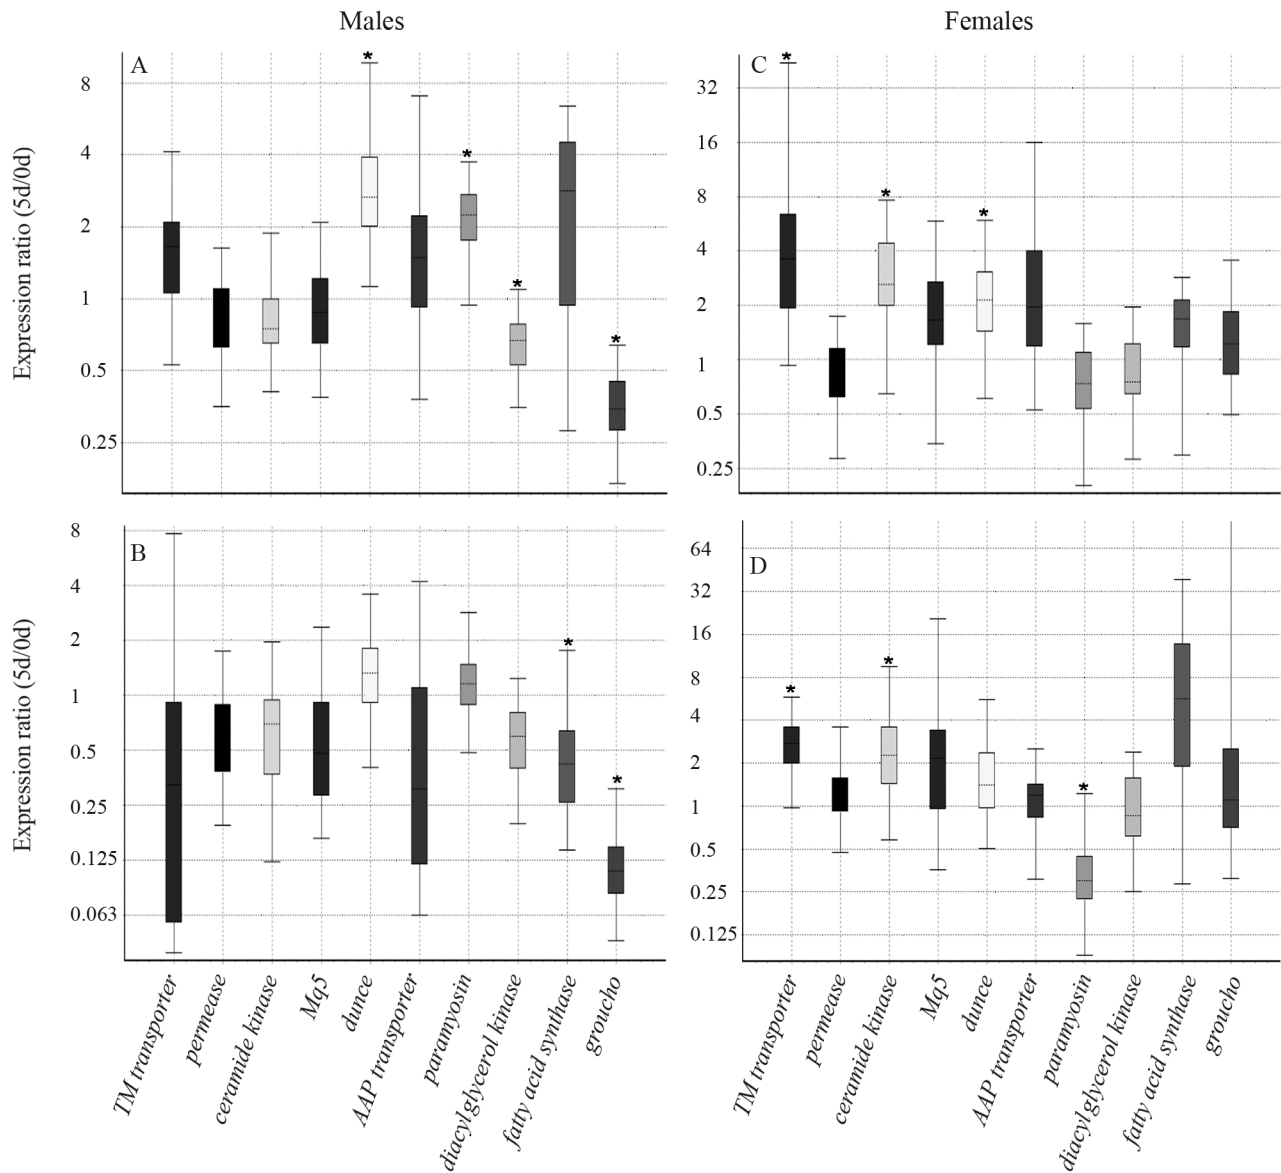 Males
Females
A
*
*
*
*
8
4
2
1
0.5
0.25
Expression ratio (5d/0d)
C
*
*
*
32
16
8
4
2
1
0.5
0.25
B
*
*
8
4
2
1
0.5
0.25
0.125
0.063
Expression ratio (5d/0d)
D
*
*
*
64
32
16
8
4
2
1
0.5
0.25
0.125
TM transporter
permease
ceramide kinase
Mq5
dunce
AAP transporter
paramyosin
diacylglycerol kinase
fatty acid synthase
groucho
TM transporter
permease
ceramide kinase
Mq5
dunce
AAP transporter
paramyosin
diacyl glycerol kinase
fatty acid synthase
groucho